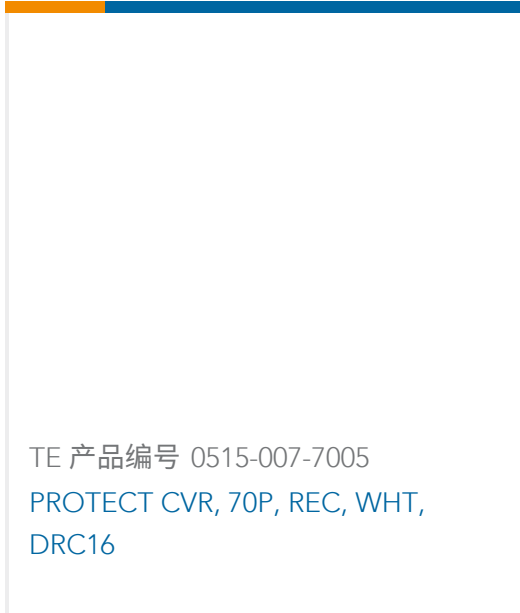 TE 产品编号 0515-007-7005
PROTECT CVR, 70P, REC, WHT,
DRC16